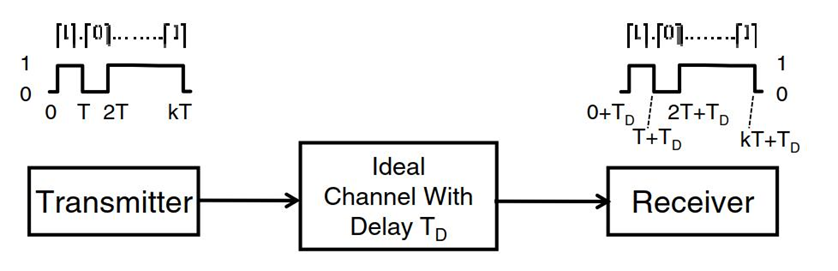 [1].[0]........[1] [1].[0]........[1]
1 1
0 0
0 T 2T kT 0+T_D T+T_D 2T+T_D kT+T_D
Transmitter
Ideal
Channel With
Delay T_D
Receiver